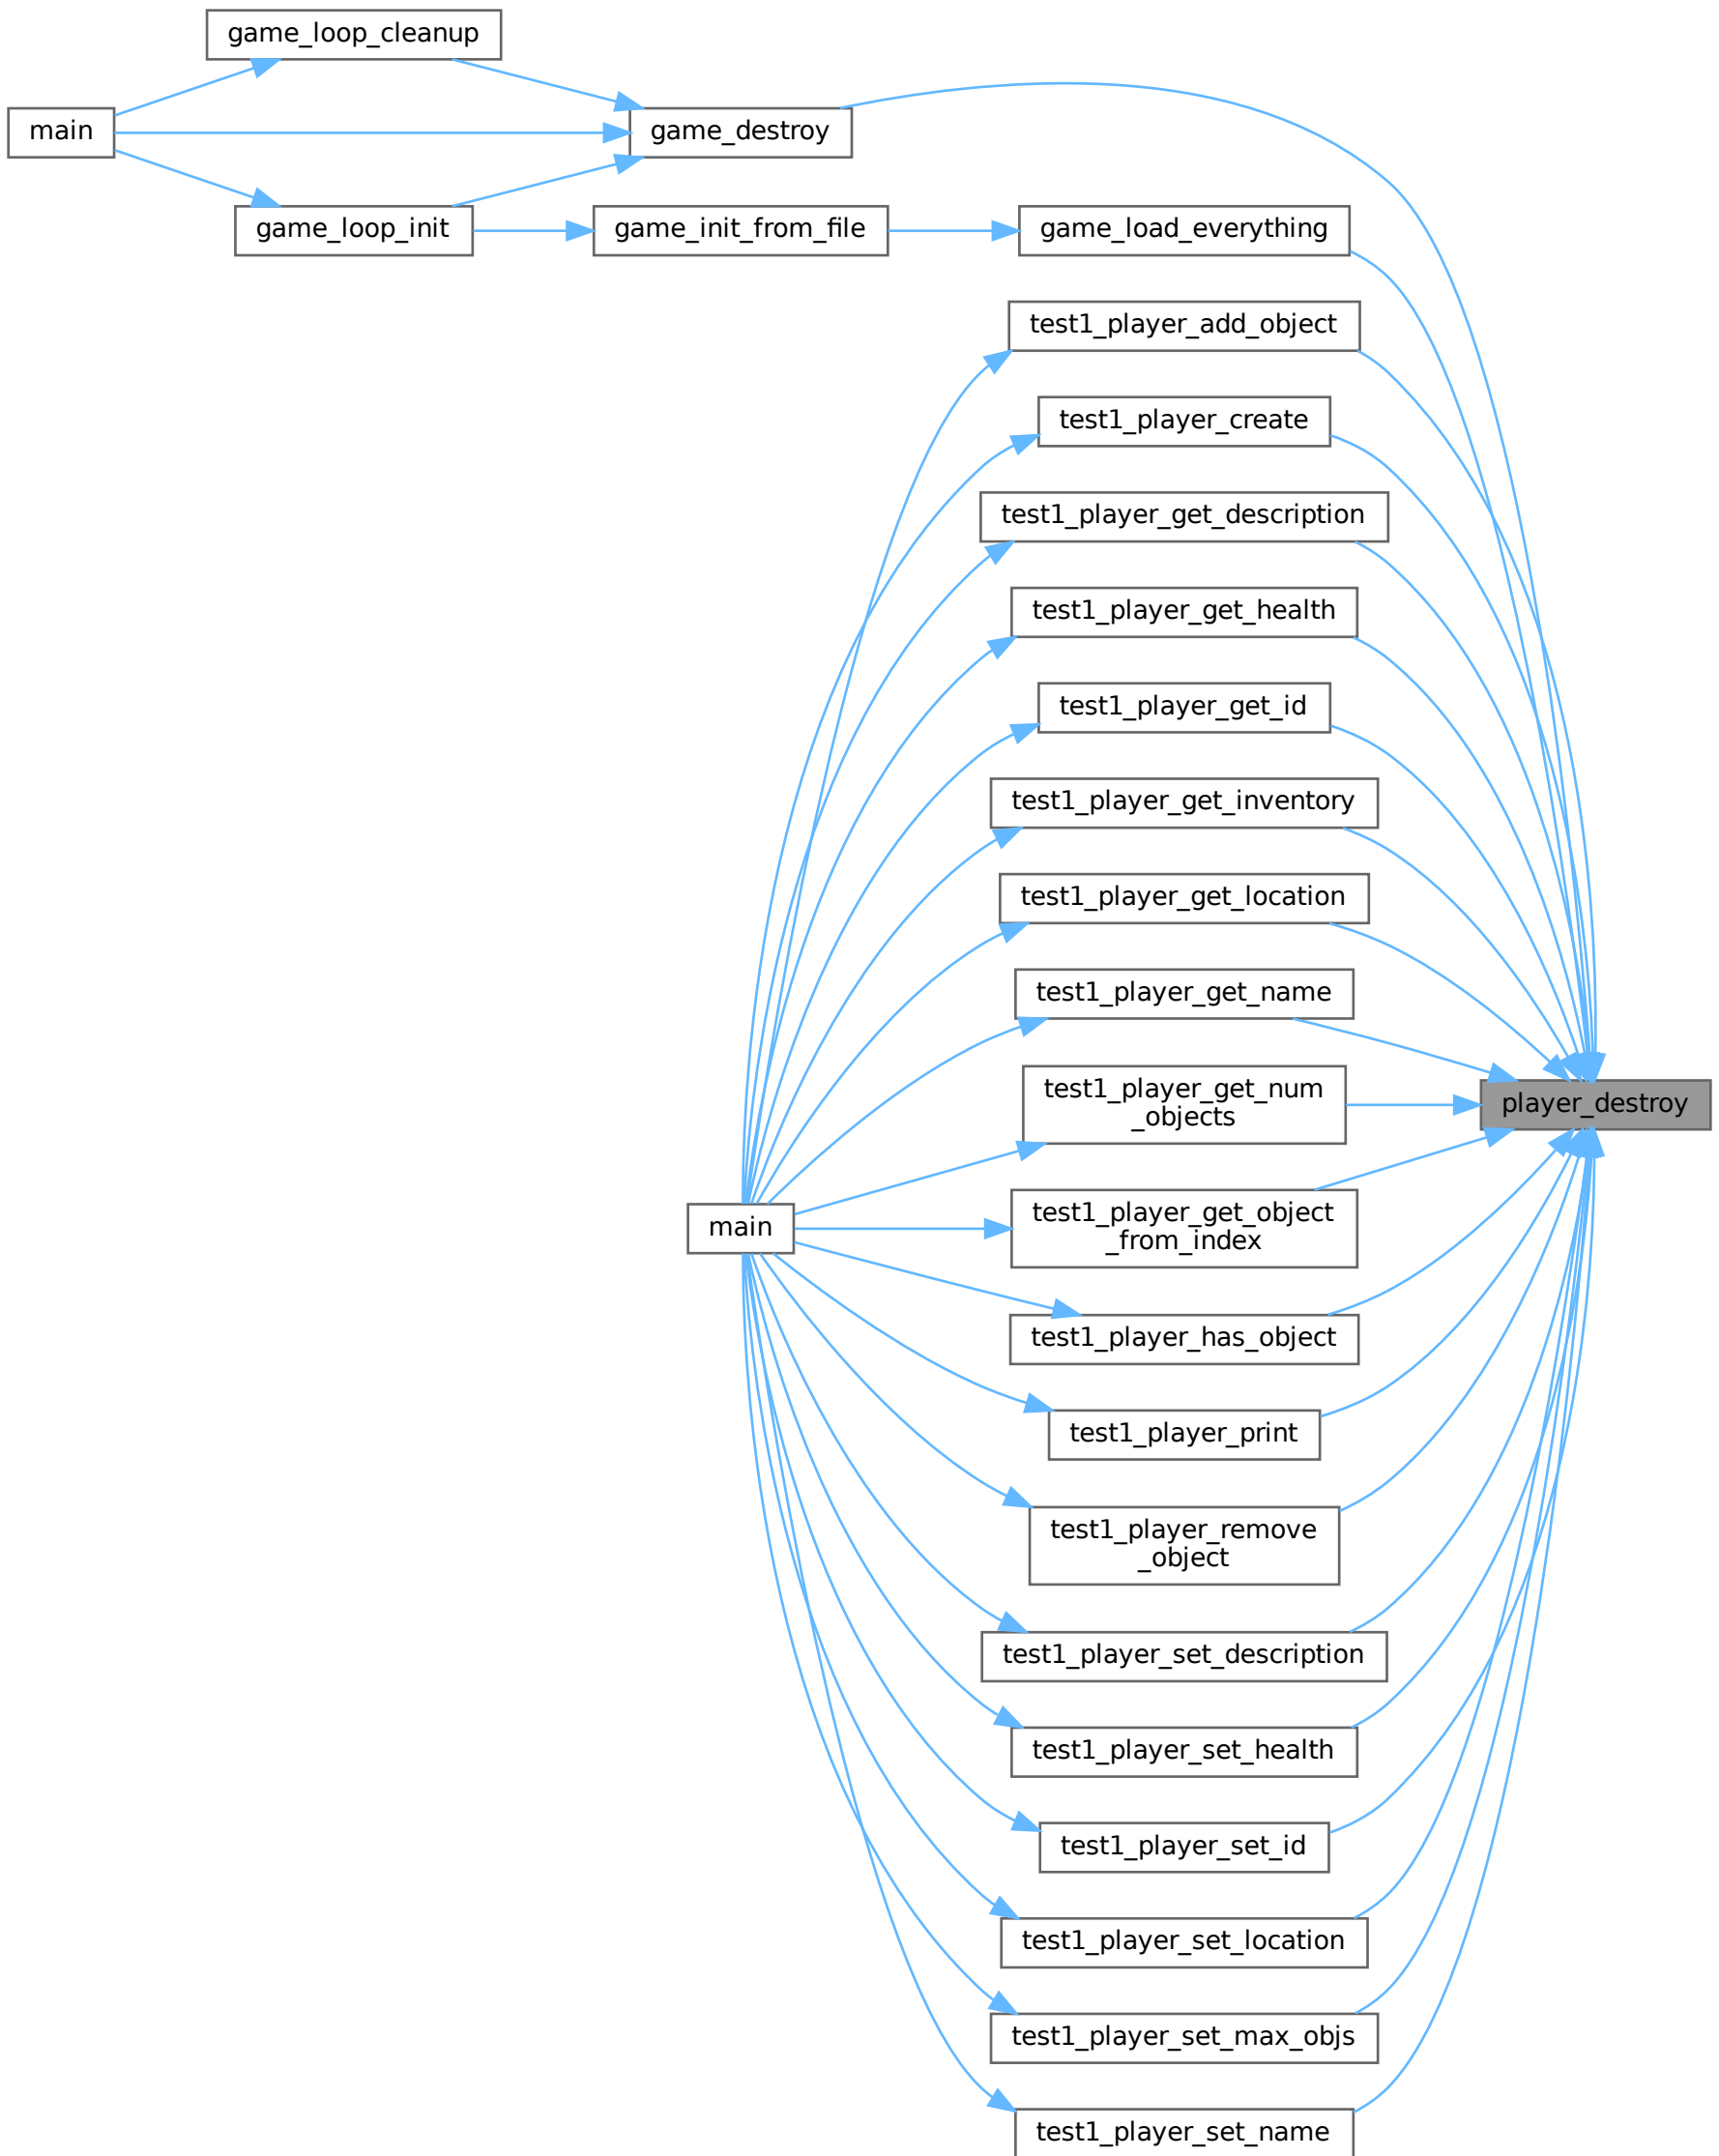 game_loop_cleanup
main
game_destroy
game_loop_init
game_init_from_file
game_load_everything
test1_player_add_object
test1_player_create
test1_player_get_description
test1_player_get_health
test1_player_get_id
test1_player_get_inventory
test1_player_get_location
test1_player_get_name
test1_player_get_num
_objects
player_destroy
test1_player_get_object
_from_index
main
test1_player_has_object
test1_player_print
test1_player_remove
_object
test1_player_set_description
test1_player_set_health
test1_player_set_id
test1_player_set_location
test1_player_set_max_objs
test1_player_set_name